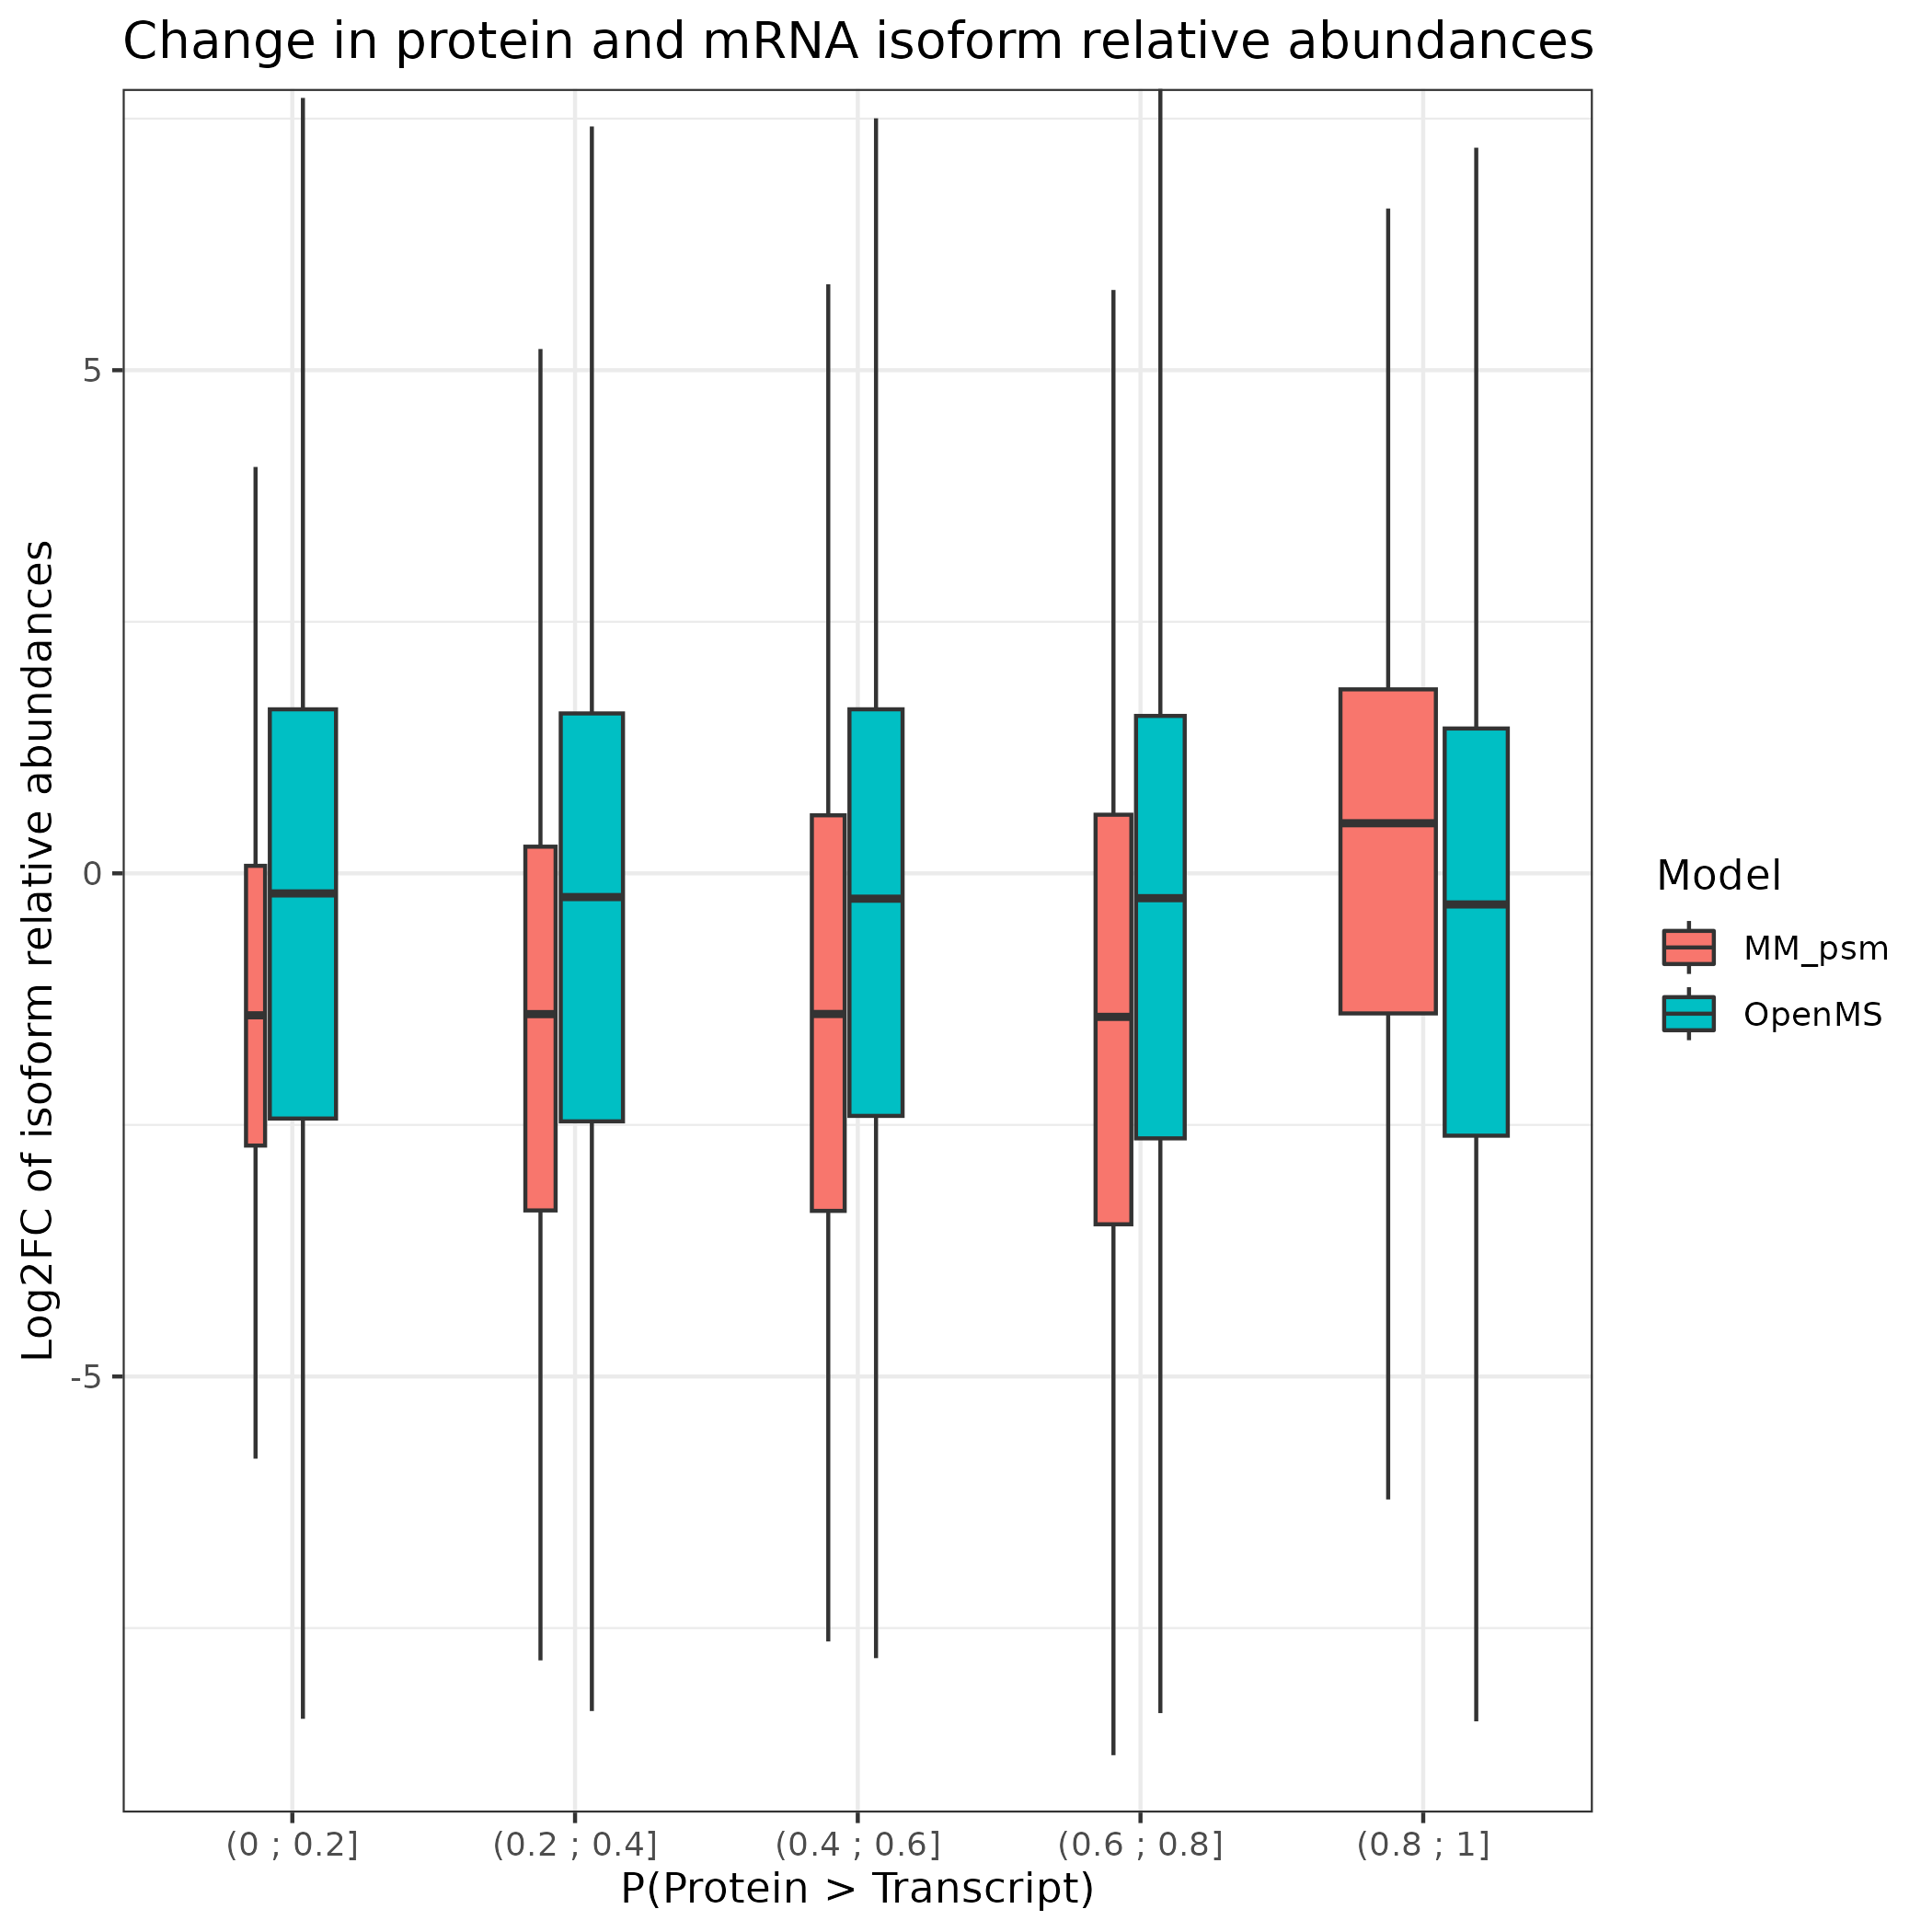 Change in protein and mRNA isoform relative abundances
Log2FC of isoform relative abundances
5
0
-5
(0 ; 0.2]
(0.2 ; 0.4]
(0.4 ; 0.6]
(0.6 ; 0.8]
(0.8 ; 1]
P(Protein > Transcript)
Model
MM_psm
OpenMS